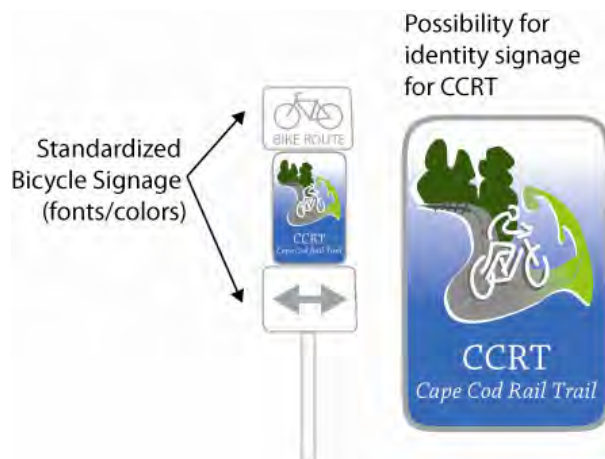 Possibility for
identity signage
for CCRT
Standardized
Bicycle Signage
(fonts/colors)
BIKE ROUTE
CCRT
Cape Cod Rail Trail
CCRT
Cape Cod Rail Trail